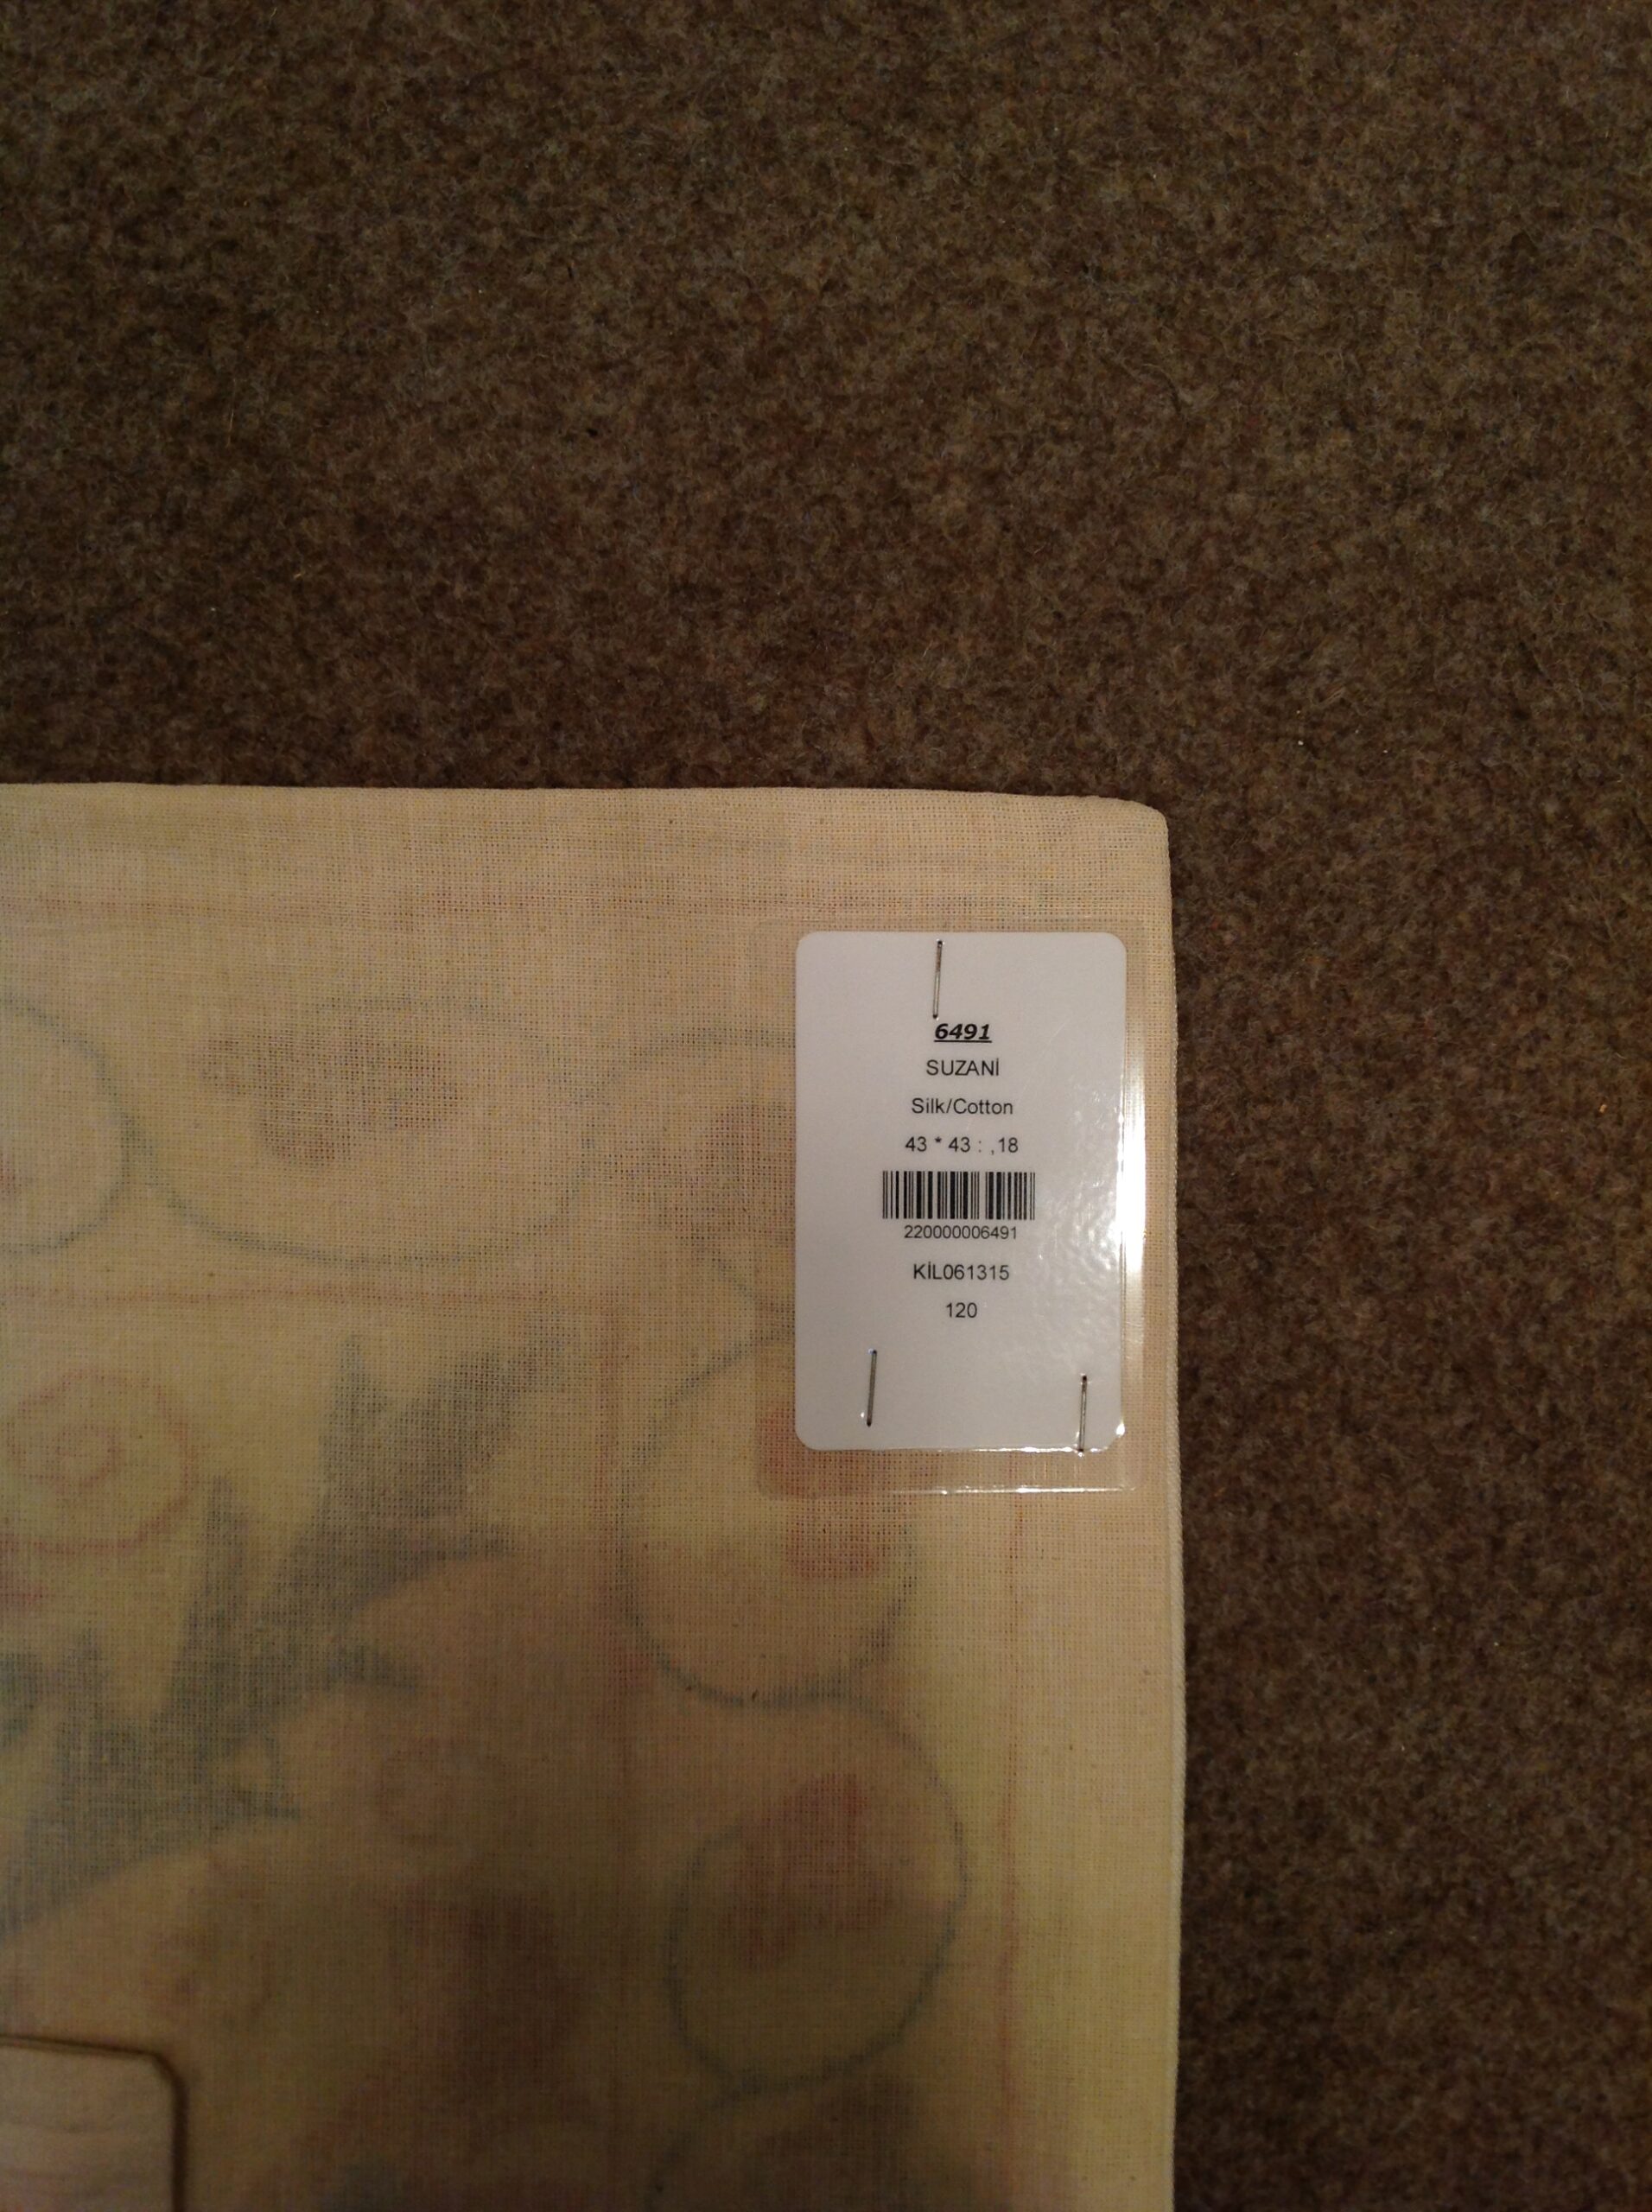 6491
SUZANİ
Silk/Cotton
43 * 43 : ,18
220000006491
KİL061315
120